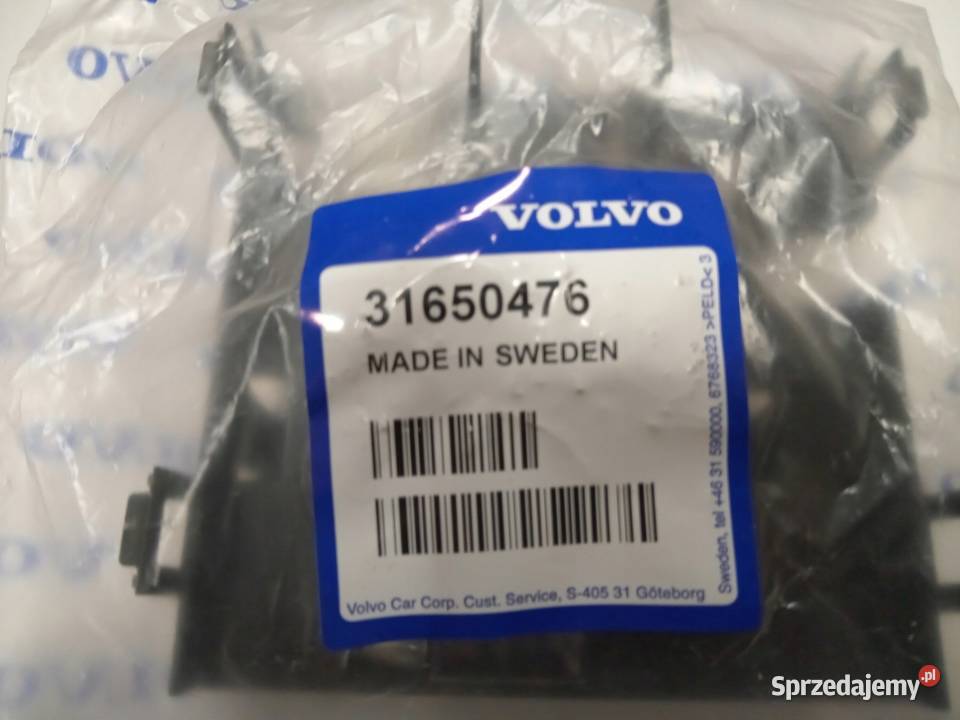 VOLVO
31650476
MADE IN SWEDEN
Volvo Car Corp. Cust. Service, S-405 31 Göteborg
Sweden, tel +46 31 590000, 6768323 >PELD< 3
Sprzedajemy.pl